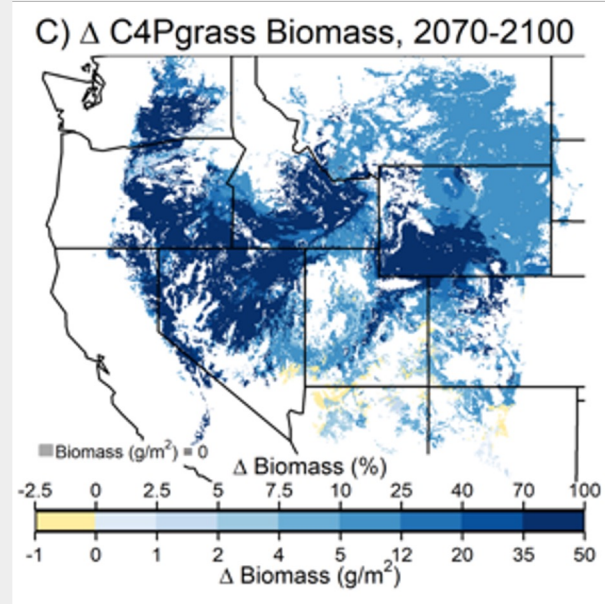 C) Δ C4Pgrass Biomass, 2070-2100
Biomass (g/m²) = 0
Δ Biomass (%)
-2.5 0 2.5 5 7.5 10 25 40 70 100
-1 0 1 2 4 5 12 20 35 50
Δ Biomass (g/m²)